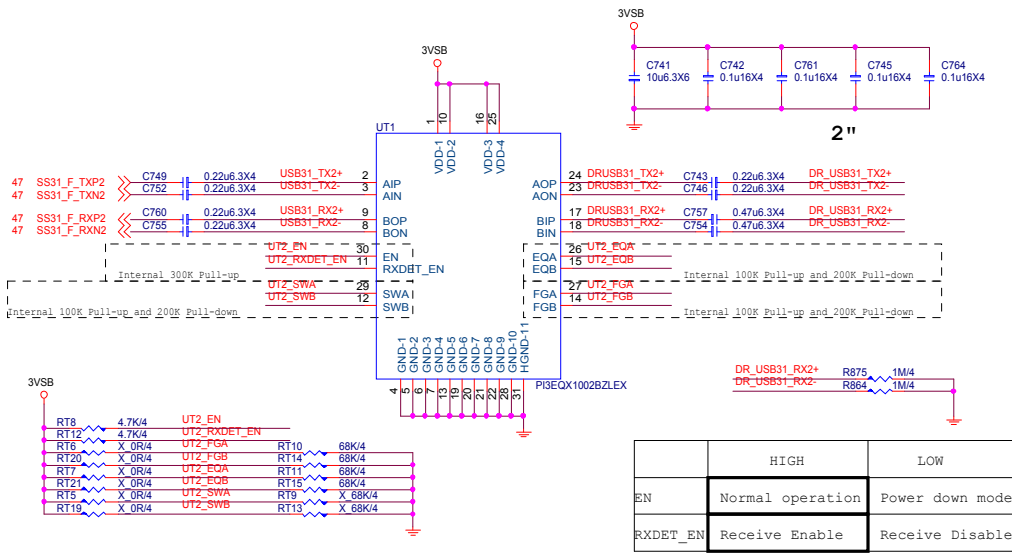 3VSB
C741
10u6.3X6
C742
0.1u16X4
C761
0.1u16X4
C745
0.1u16X4
C764
0.1u16X4
2"
3VSB
1
10
16
25
UT1
VDD-1
VDD-2
VDD-3
VDD-4
47 SS31_F_TXP2 C749 0.22u6.3X4 USB31_TX2+ 2 AIP
47 SS31_F_TXN2 C752 0.22u6.3X4 USB31_TX2- 3 AIN
47 SS31_F_RXP2 C760 0.22u6.3X4 USB31_RX2+ 9 BOP
47 SS31_F_RXN2 C755 0.22u6.3X4 USB31_RX2- 8 BON
AOP 24 DRUSB31_TX2+ C743 0.22u6.3X4 DR_USB31_TX2+
AON 23 DRUSB31_TX2- C746 0.22u6.3X4 DR_USB31_TX2-
BIP 17 DRUSB31_RX2+ C757 0.47u6.3X4 DR_USB31_RX2+
BIN 18 DRUSB31_RX2- C754 0.47u6.3X4 DR_USB31_RX2-
UT2_EN 30 EN
UT2_RXDET_EN 11 RXDET_EN
Internal 300K Pull-up
EQA 26 UT2_EQA
EQB 15 UT2_EQB
Internal 100K Pull-up and 200K Pull-down
UT2_SWA 29 SWA
UT2_SWB 12 SWB
Internal 100K Pull-up and 200K Pull-down
FGA 27 UT2_FGA
FGB 14 UT2_FGB
Internal 100K Pull-up and 200K Pull-down
GND-1
GND-2
GND-3
GND-4
GND-5
GND-6
GND-7
GND-8
GND-9
GND-10
HGND-11
4
5
6
7
13
19
20
21
22
28
31
PI3EQX1002BZLEX
DR_USB31_RX2+ R875 1M/4
DR_USB31_RX2- R864 1M/4
3VSB
RT8 4.7K/4 UT2_EN
RT12 4.7K/4 UT2_RXDET_EN
RT6 X_0R/4 UT2_FGA RT10 68K/4
RT20 X_0R/4 UT2_FGB RT14 68K/4
RT7 X_0R/4 UT2_EQA RT11 68K/4
RT21 X_0R/4 UT2_EQB RT15 68K/4
RT5 X_0R/4 UT2_SWA RT9 X_68K/4
RT19 X_0R/4 UT2_SWB RT13 X_68K/4
HIGH LOW
EN Normal operation Power down mode
RXDET_EN Receive Enable Receive Disable